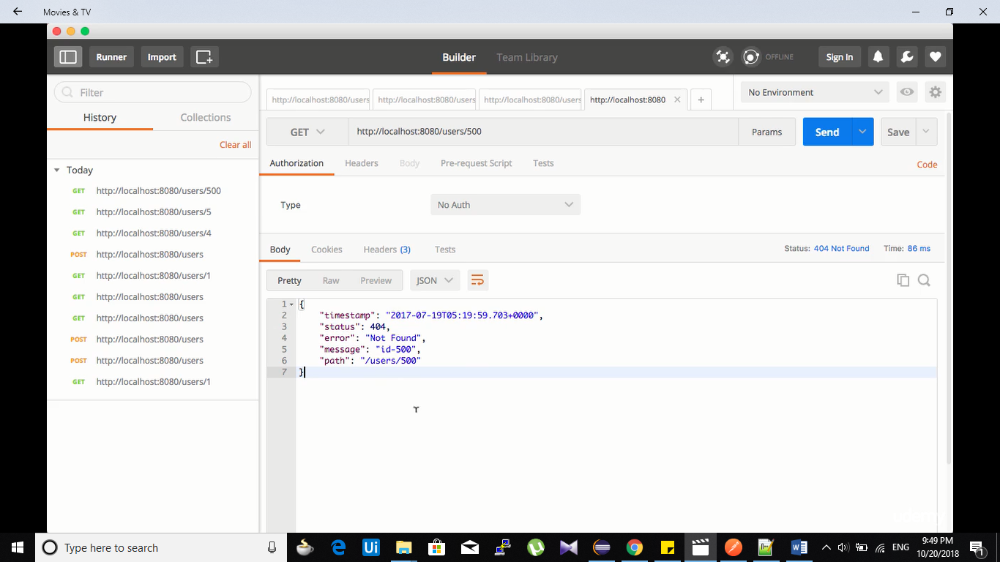 Movies & TV
Runner
Import
Builder
Team Library
OFFLINE
Sign In
Filter
History
Collections
Clear all
Today
GET http://localhost:8080/users/500
GET http://localhost:8080/users/5
GET http://localhost:8080/users/4
POST http://localhost:8080/users
GET http://localhost:8080/users/1
GET http://localhost:8080/users
GET http://localhost:8080/users
POST http://localhost:8080/users
POST http://localhost:8080/users
GET http://localhost:8080/users/1
http://localhost:8080/users
http://localhost:8080/users
http://localhost:8080/users
http://localhost:8080
No Environment
GET
http://localhost:8080/users/500
Params
Send
Save
Authorization
Headers
Body
Pre-request Script
Tests
Code
Type
No Auth
Body
Cookies
Headers (3)
Tests
Status: 404 Not Found
Time: 86 ms
Pretty
Raw
Preview
JSON
1 {
2 "timestamp": "2017-07-19T05:19:59.703+0000",
3 "status": 404,
4 "error": "Not Found",
5 "message": "id-500",
6 "path": "/users/500"
7 }
Type here to search
Ui
ENG
9:49 PM
10/20/2018
1